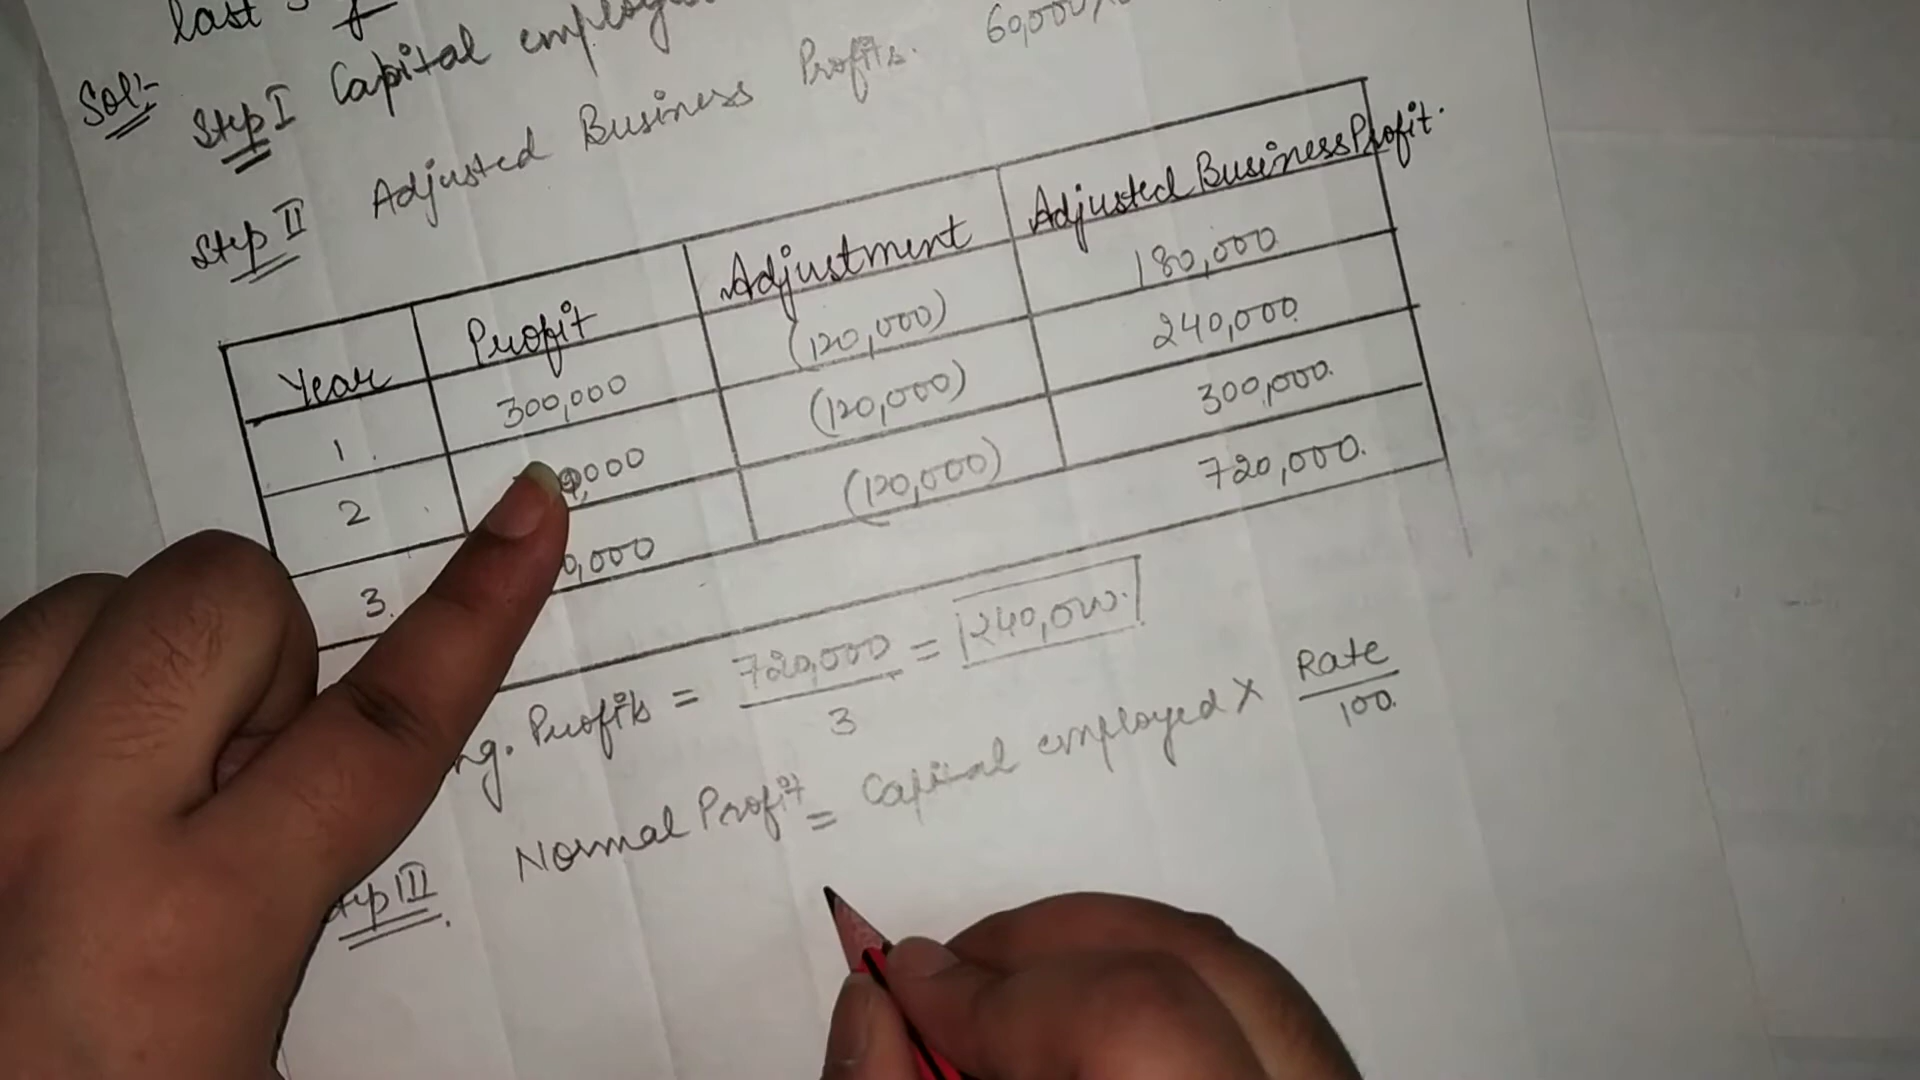 last
Sol:-
Step I Capital
Step II Adjusted Business Profits. 60,000
Year Profit Adjustment Adjusted Business Profit.
1. 300,000 (120,000) 180,000
2 (120,000) 240,000.
3. (120,000) 300,000.
720,000.
Profits = 720,000 / 3 = 240,000.
Step III. Normal Profit = Capital employed X Rate / 100.